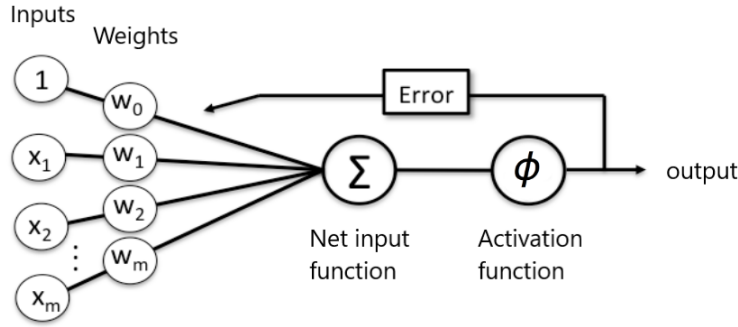 Inputs
Weights
1
w0
Error
x1
w1
Σ
ϕ
output
x2
w2
Net input
function
Activation
function
⋮
wm
xm